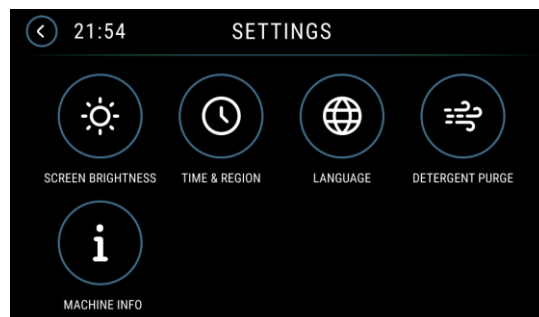 21:54 SETTINGS
SCREEN BRIGHTNESS TIME & REGION LANGUAGE DETERGENT PURGE
MACHINE INFO